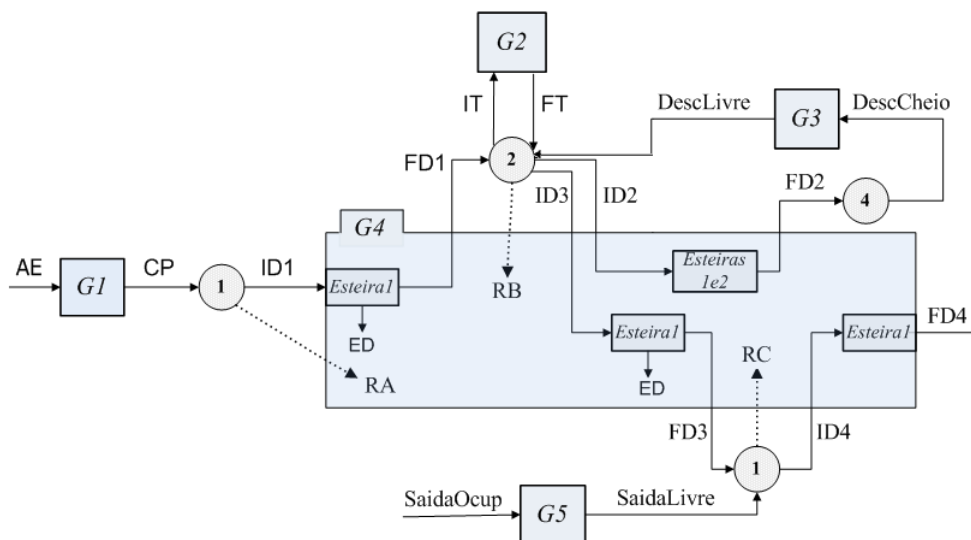 G2
IT
FT
DescLivre
G3
DescCheio
FD1
2
ID3
ID2
FD2
4
G4
AE
G1
CP
1
ID1
Esteira1
ED
RA
RB
Esteiras
1e2
Esteira1
ED
RC
Esteira1
FD4
FD3
1
ID4
SaidaOcup
G5
SaidaLivre